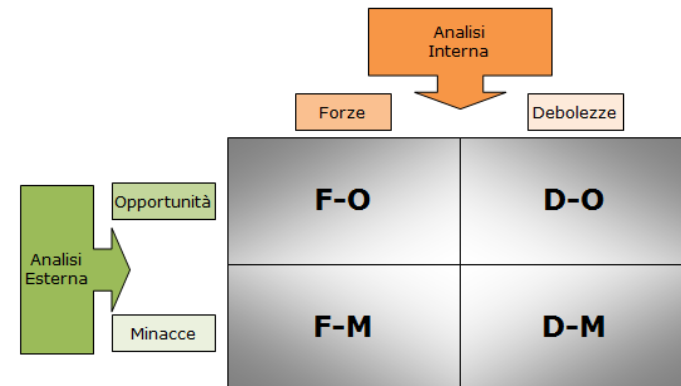 Analisi
Interna
Forze
Debolezze
Opportunità
F-O
D-O
Analisi
Esterna
Minacce
F-M
D-M